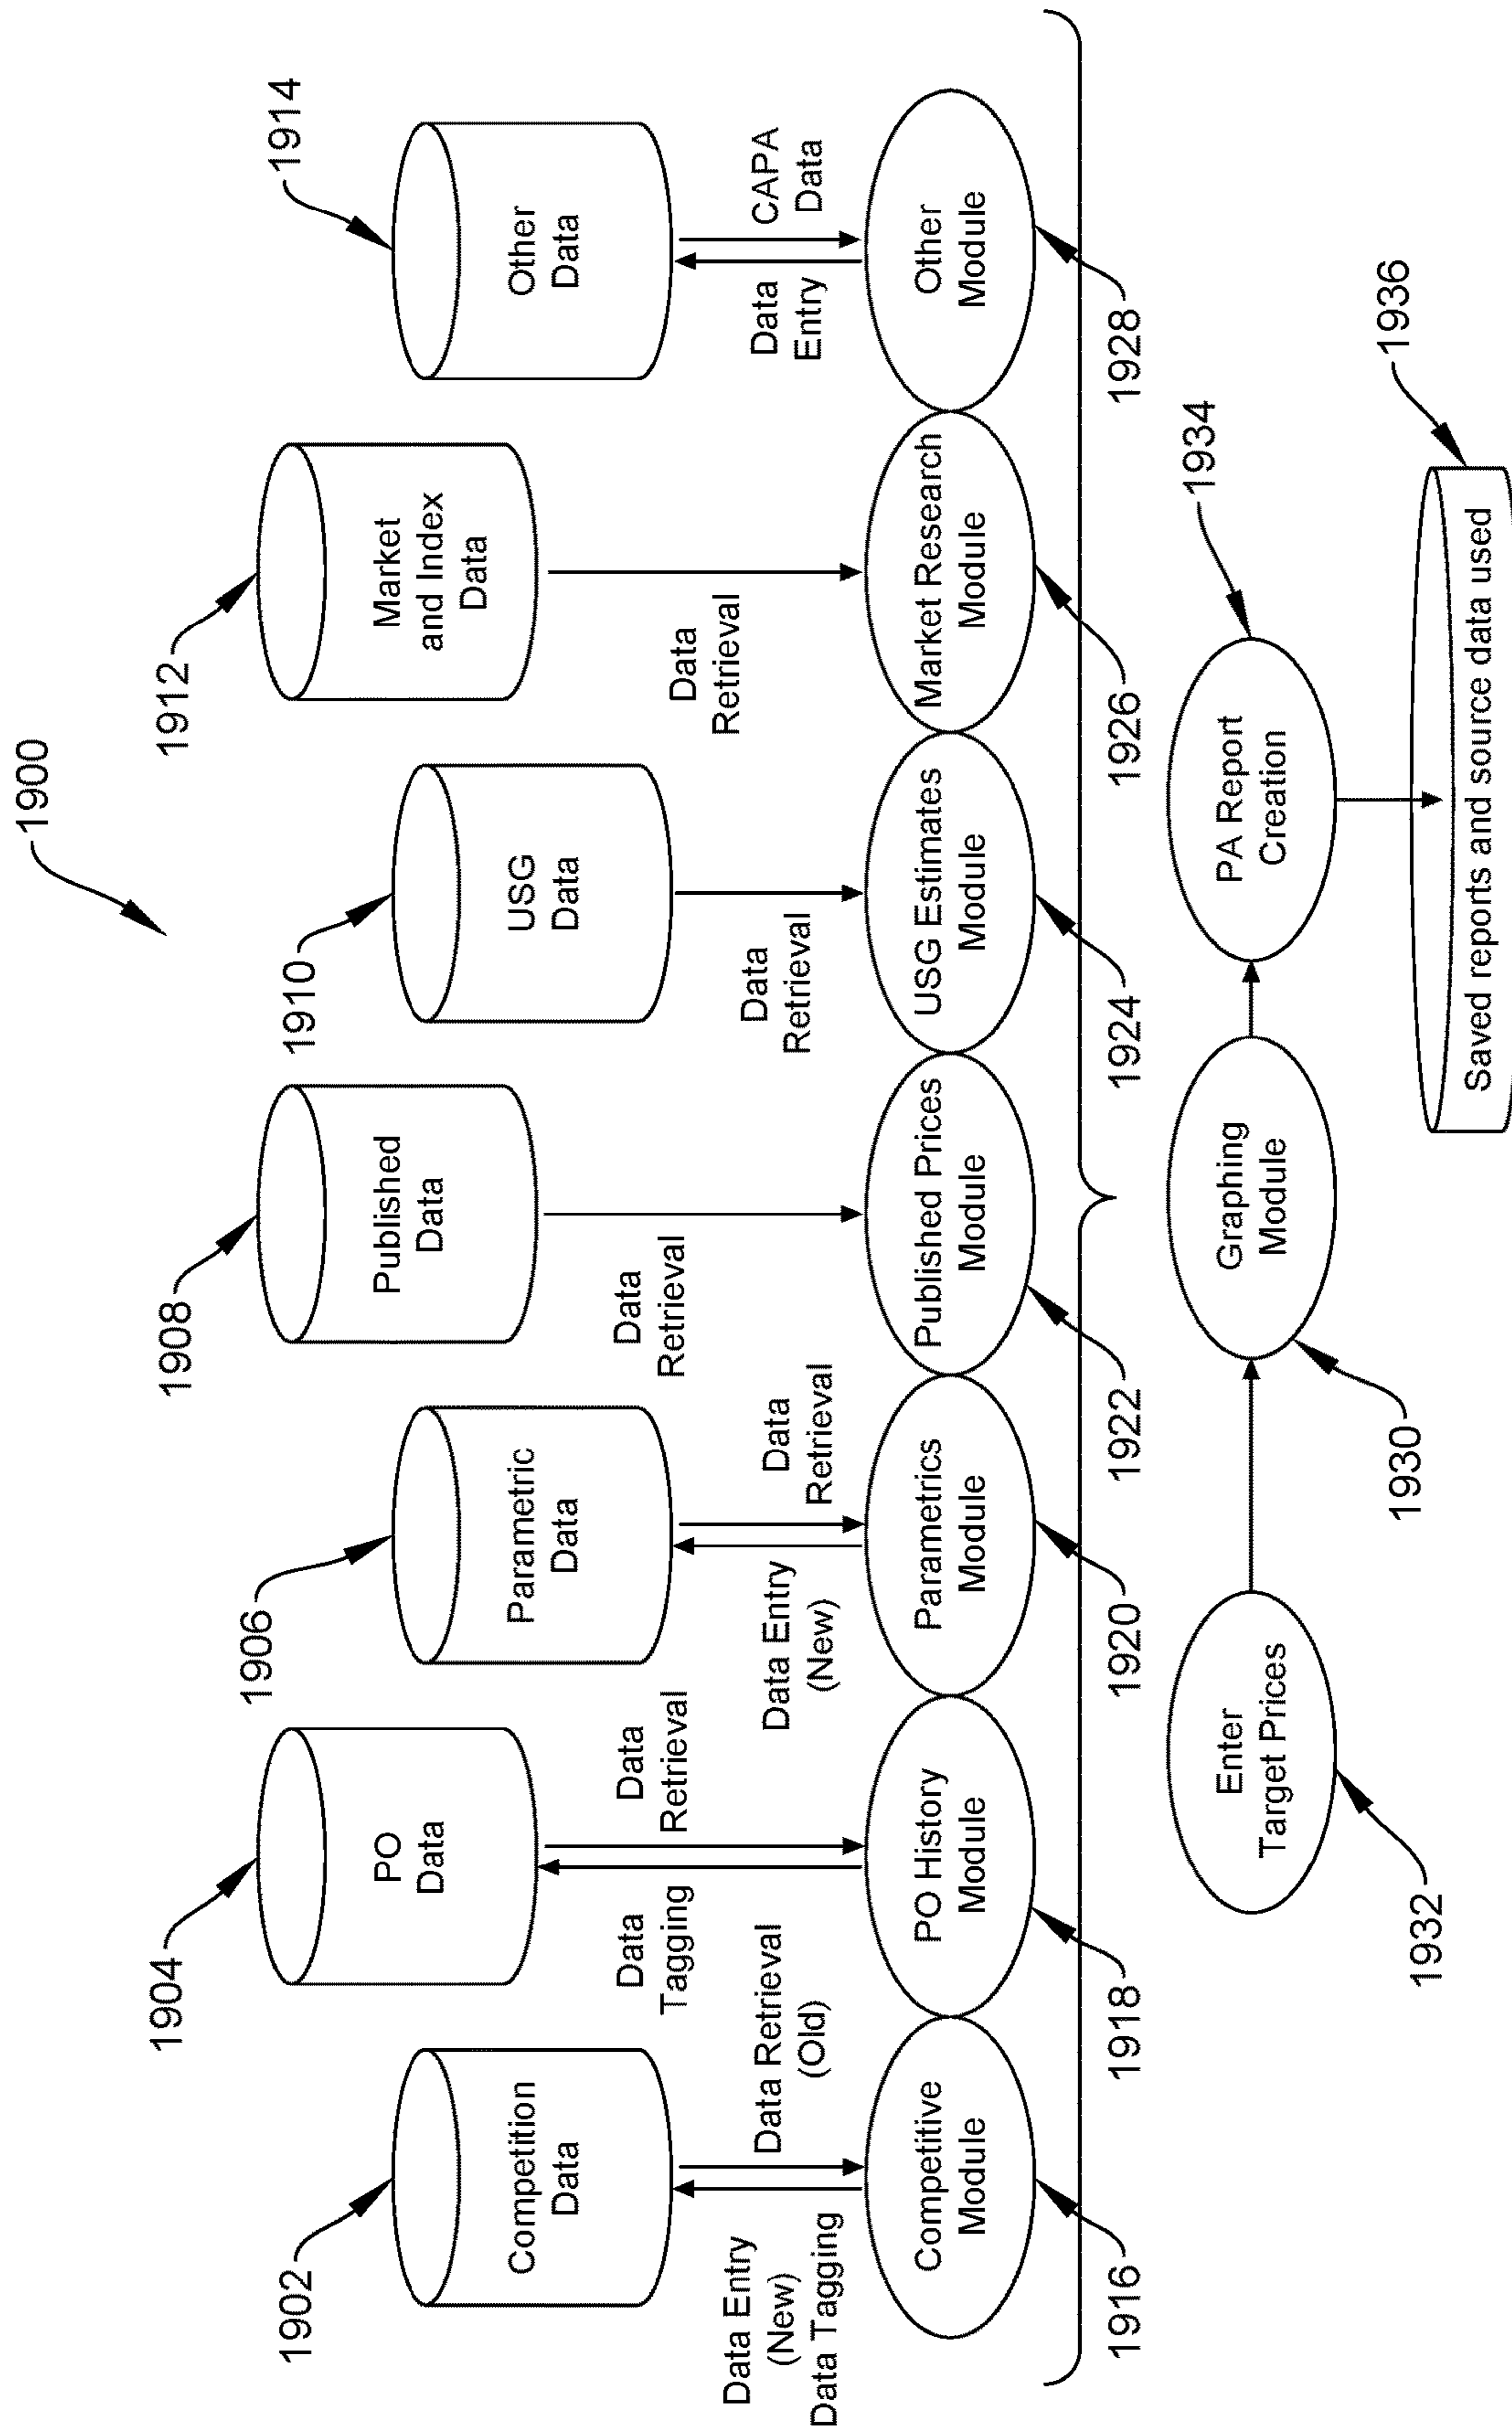 1900
1902
Competition
Data
1904
PO
Data
1906
Parametric
Data
1908
Published
Data
1910
USG
Data
1912
Market
and Index
Data
1914
Other
Data
Data Entry
(New)
Data Tagging
Data Retrieval
(Old)
Data
Tagging
Data
Retrieval
Data Entry
(New)
Data
Retrieval
Data
Retrieval
Data
Retrieval
Data
Retrieval
Data
Entry
CAPA
Data
Competitive
Module
PO History
Module
Parametrics
Module
Published Prices
Module
USG Estimates
Module
Market Research
Module
Other
Module
1916
1918
1920
1922
1924
1926
1928
Enter
Target Prices
1932
Graphing
Module
1930
PA Report
Creation
1934
Saved reports and source data used
1936